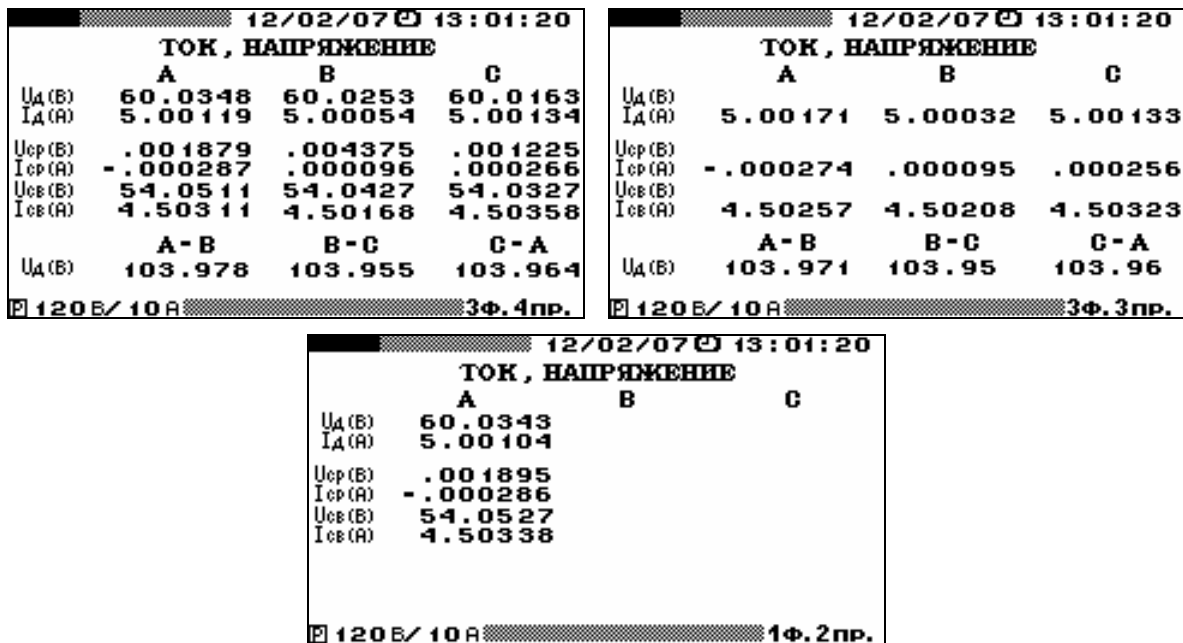 12/02/07 13:01:20
ТОК, НАПРЯЖЕНИЕ
A B C
Uд(В) 60.0348 60.0253 60.0163
Iд(А) 5.00119 5.00054 5.00134
Uср(В) .001879 .004375 .001225
Iср(А) -.000287 .000096 .000266
Uсв(В) 54.0511 54.0427 54.0327
Iсв(А) 4.50311 4.50168 4.50358
A-B B-C C-A
Uд(В) 103.978 103.955 103.964
P 120В/10А 3Ф.4пр.
12/02/07 13:01:20
ТОК, НАПРЯЖЕНИЕ
A B C
Uд(В)
Iд(А) 5.00171 5.00032 5.00133
Uср(В)
Iср(А) -.000274 .000095 .000256
Uсв(В)
Iсв(А) 4.50257 4.50208 4.50323
A-B B-C C-A
Uд(В) 103.971 103.95 103.96
P 120В/10А 3Ф.3пр.
12/02/07 13:01:20
ТОК, НАПРЯЖЕНИЕ
A B C
Uд(В) 60.0343
Iд(А) 5.00104
Uср(В) .001895
Iср(А) -.000286
Uсв(В) 54.0527
Iсв(А) 4.50338
P 120В/10А 1Ф.2пр.